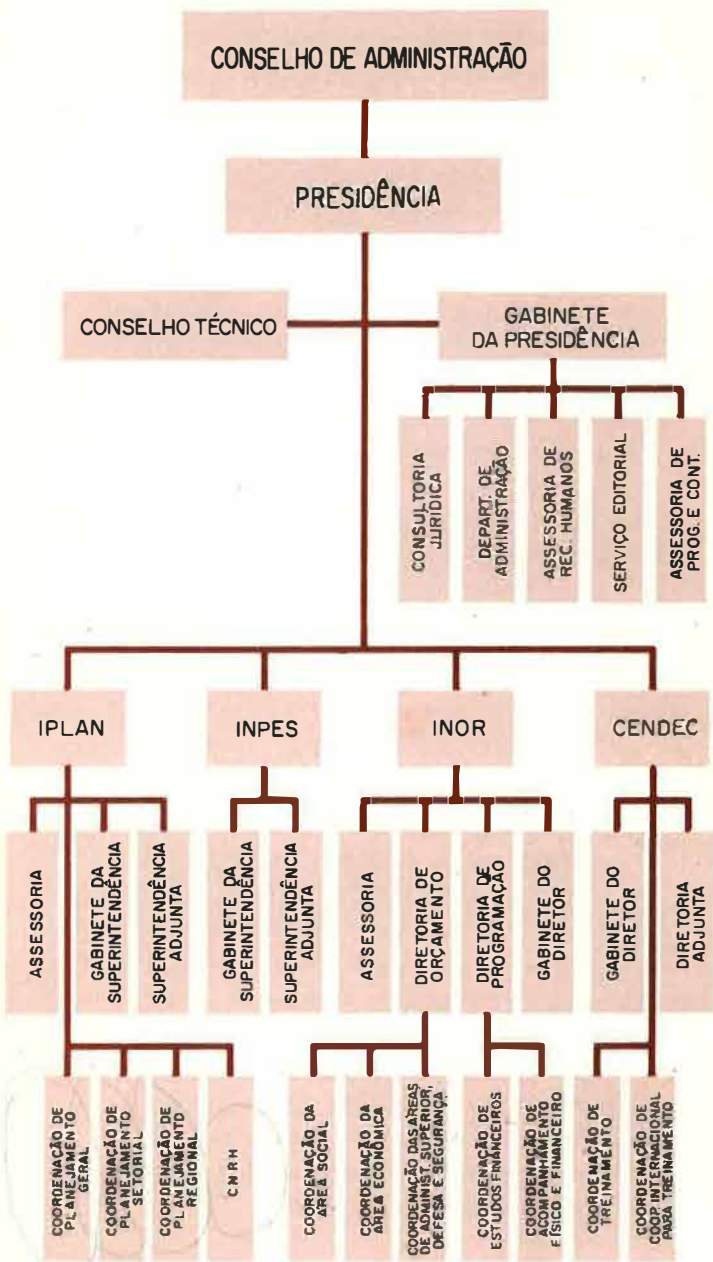 CONSELHO DE ADMINISTRAÇÃO
PRESIDÊNCIA
CONSELHO TÉCNICO
GABINETE
DA PRESIDÊNCIA
CONSULTORIA
JURÍDICA
DEPART. DE
ADMINISTRAÇÃO
ASSESSORIA DE
REC. HUMANOS
SERVIÇO EDITORIAL
ASSESSORIA DE
PROG. E CONT.
IPLAN
INPES
INOR
CENDEC
ASSESSORIA
GABINETE DA
SUPERINTENDÊNCIA
SUPERINTENDÊNCIA
ADJUNTA
GABINETE DA
SUPERINTENDÊNCIA
SUPERINTENDÊNCIA
ADJUNTA
ASSESSORIA
DIRETORIA DE
ORÇAMENTO
DIRETORIA DE
PROGRAMAÇÃO
GABINETE DO
DIRETOR
GABINETE DO
DIRETOR
DIRETORIA
ADJUNTA
COORDENAÇÃO DE
PLANEJAMENTO
GERAL
COORDENAÇÃO DE
PLANEJAMENTO
SETORIAL
COORDENAÇÃO DE
PLANEJAMENTO
REGIONAL
CNRH
COORDENAÇÃO DA
ÁREA SOCIAL
COORDENAÇÃO DA
ÁREA ECONÔMICA
COORDENAÇÃO DAS ÁREAS
DE ADMINIST. SUPERIOR,
DEFESA E SEGURANÇA
COORDENAÇÃO DE
ESTUDOS FINANCEIROS
COORDENAÇÃO DE
ACOMPANHAMENTO
FÍSICO E FINANCEIRO
COORDENAÇÃO DE
TREINAMENTO
COORDENAÇÃO DE
COOP. INTERNACIONAL
PARA TREINAMENTO